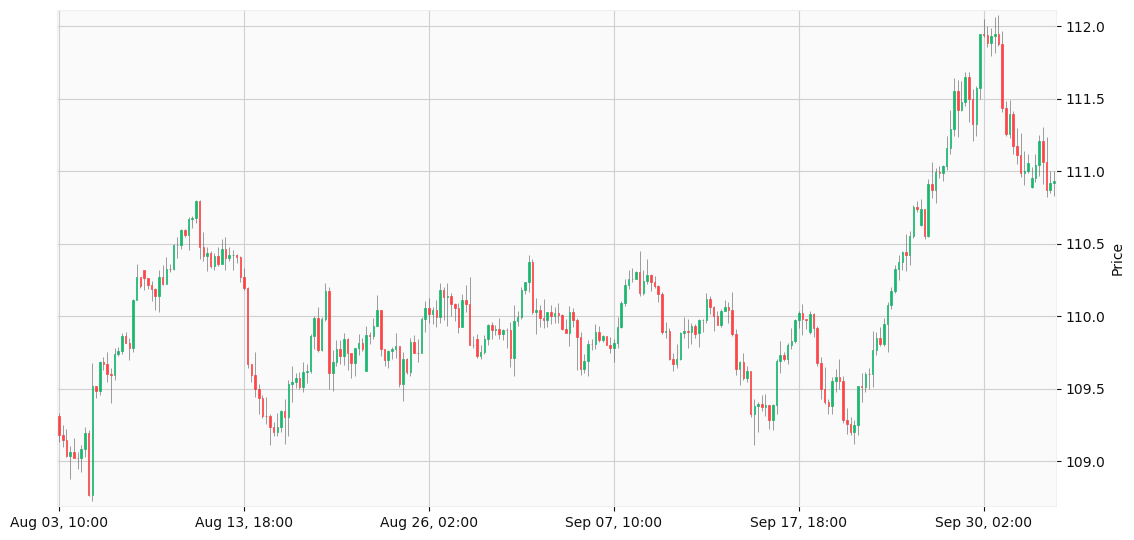 112.0
111.5
111.0
110.5
110.0
109.5
109.0
Price
Aug 03, 10:00
Aug 13, 18:00
Aug 26, 02:00
Sep 07, 10:00
Sep 17, 18:00
Sep 30, 02:00